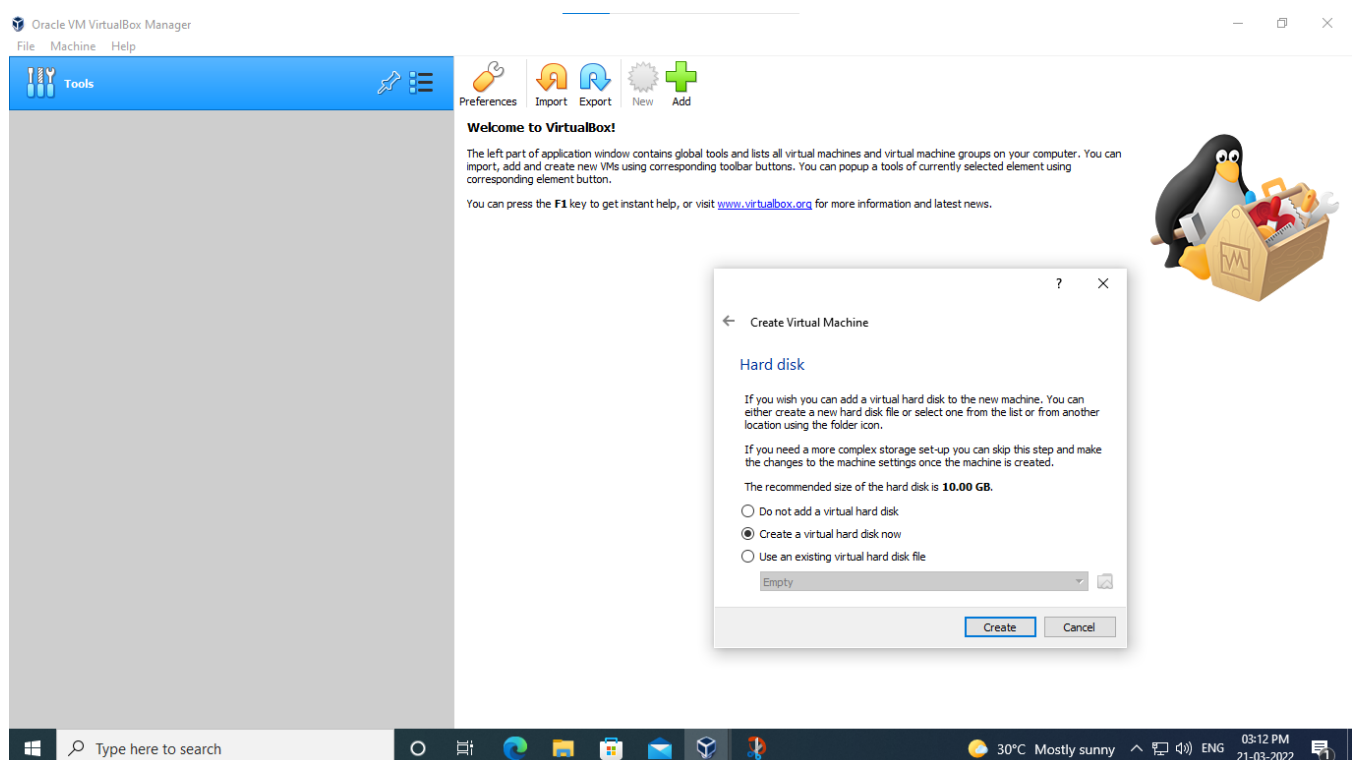 Oracle VM VirtualBox Manager
File Machine Help
Tools
Preferences Import Export New Add
Welcome to VirtualBox!
The left part of application window contains global tools and lists all virtual machines and virtual machine groups on your computer. You can
import, add and create new VMs using corresponding toolbar buttons. You can popup a tools of currently selected element using
corresponding element button.
You can press the F1 key to get instant help, or visit www.virtualbox.org for more information and latest news.
?
Create Virtual Machine
Hard disk
If you wish you can add a virtual hard disk to the new machine. You can
either create a new hard disk file or select one from the list or from another
location using the folder icon.
If you need a more complex storage set-up you can skip this step and make
the changes to the machine settings once the machine is created.
The recommended size of the hard disk is 10.00 GB.
Do not add a virtual hard disk
Create a virtual hard disk now
Use an existing virtual hard disk file
Empty
Create Cancel
Type here to search
30°C Mostly sunny
ENG
03:12 PM
21-03-2022
1